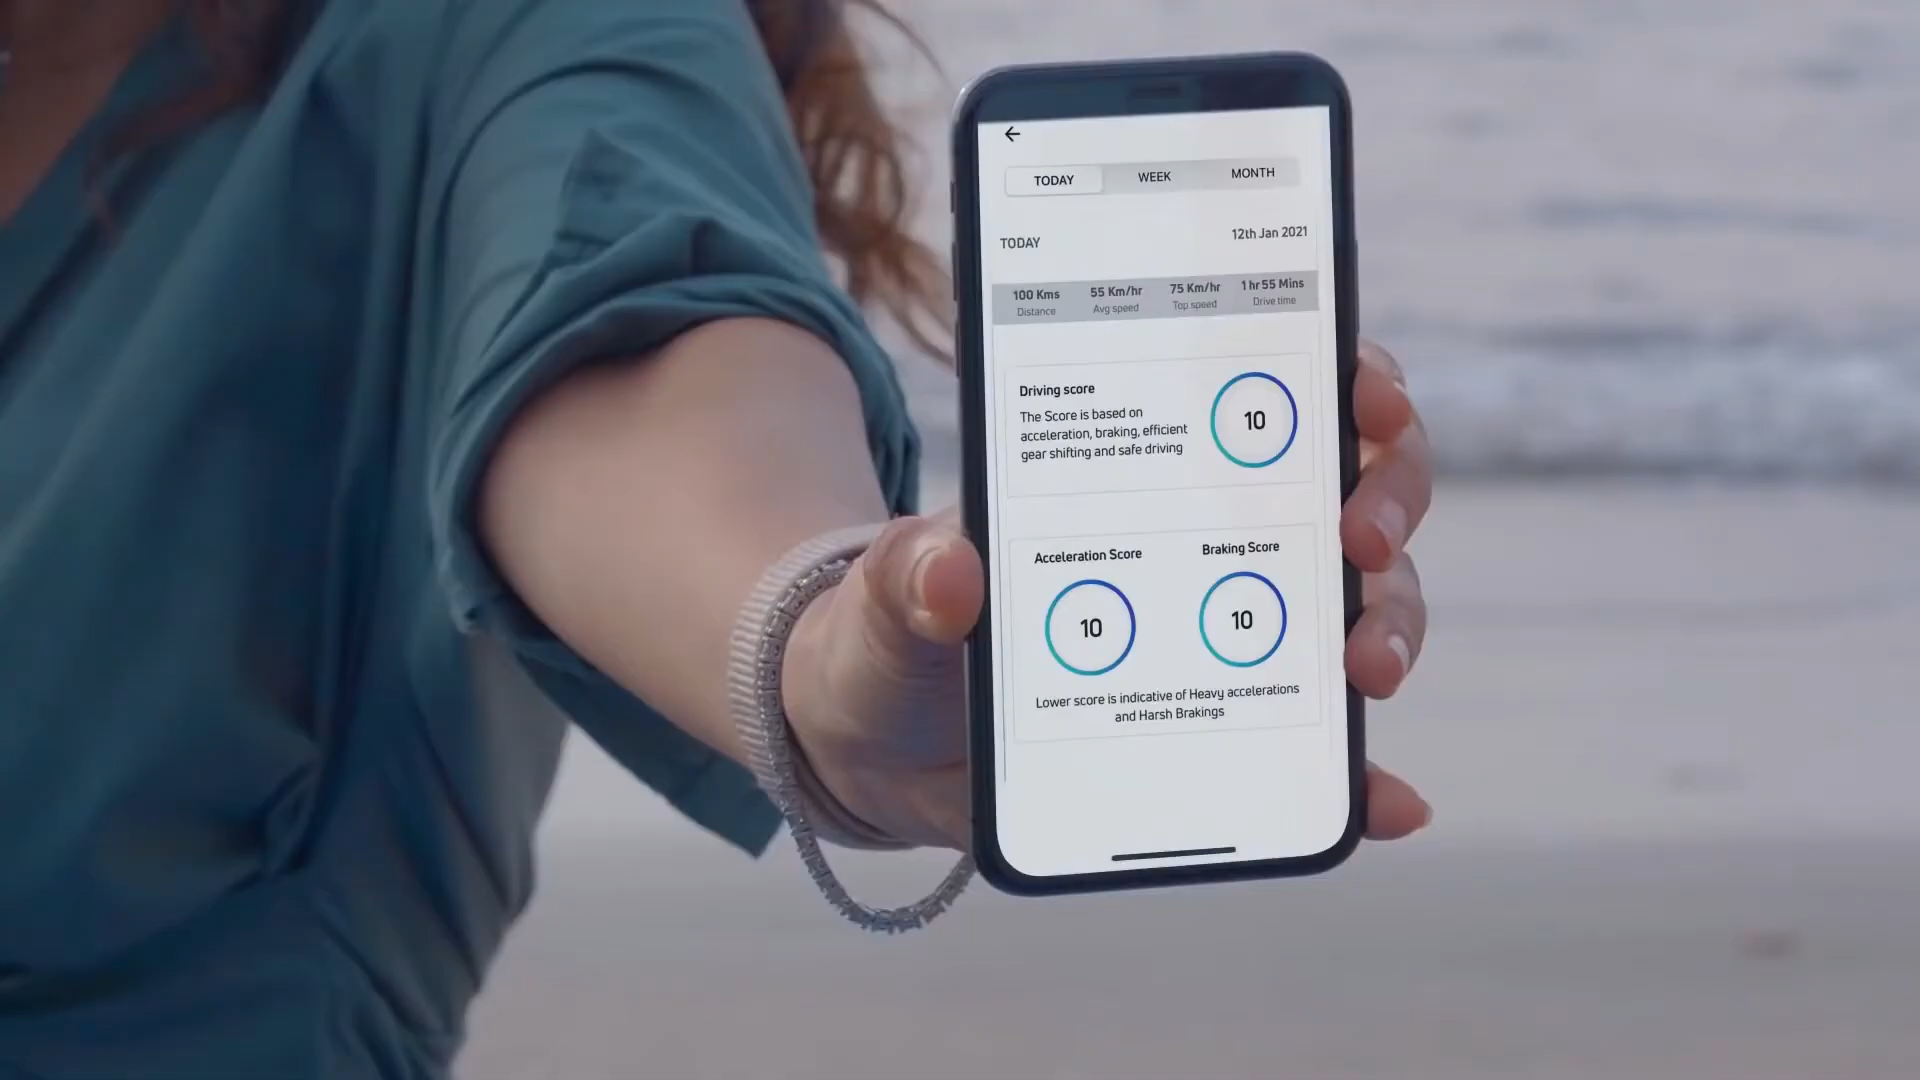 TODAY WEEK MONTH
TODAY 12th Jan 2021
100 Kms 55 Km/hr 75 Km/hr 1 hr 55 Mins
Distance Avg speed Top speed Drive time
Driving score
The Score is based on
acceleration, braking, efficient
gear shifting and safe driving
10
Acceleration Score Braking Score
10 10
Lower score is indicative of Heavy accelerations
and Harsh Brakings